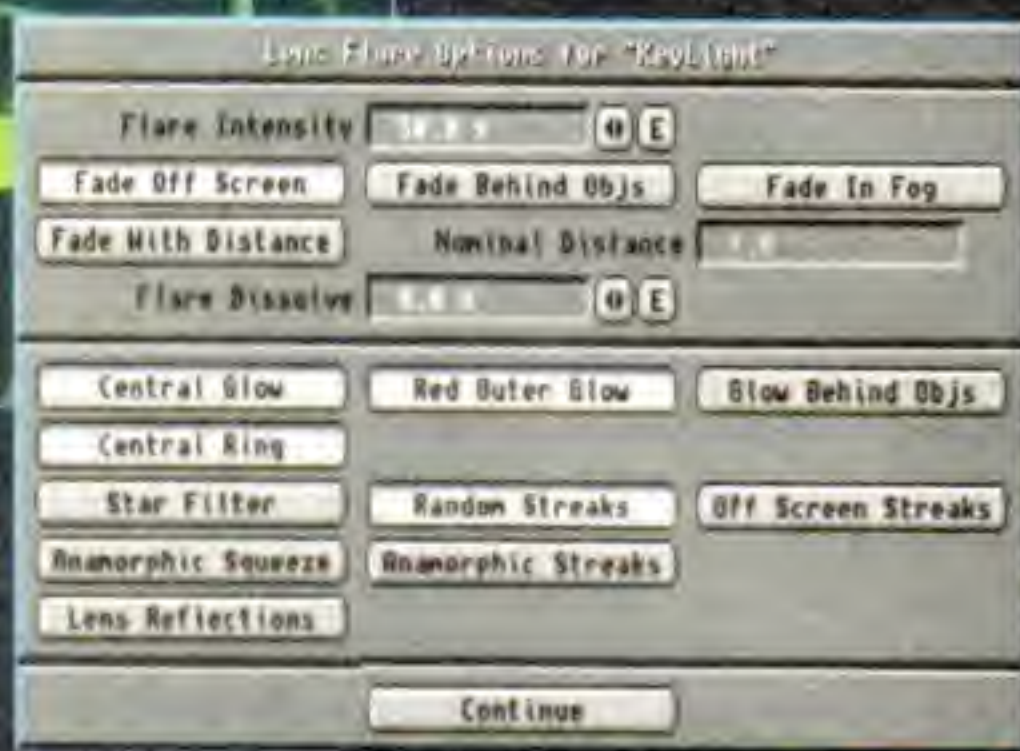 Lens Flare Options for "KeyLight"
Flare Intensity E
Fade Off Screen Fade Behind Objs Fade In Fog
Fade With Distance Nominal Distance
Flare Dissolve E
Central Glow Red Outer Glow Glow Behind Objs
Central Ring
Star Filter Random Streaks Off Screen Streaks
Anamorphic Squeeze Anamorphic Streaks
Lens Reflections
Continue